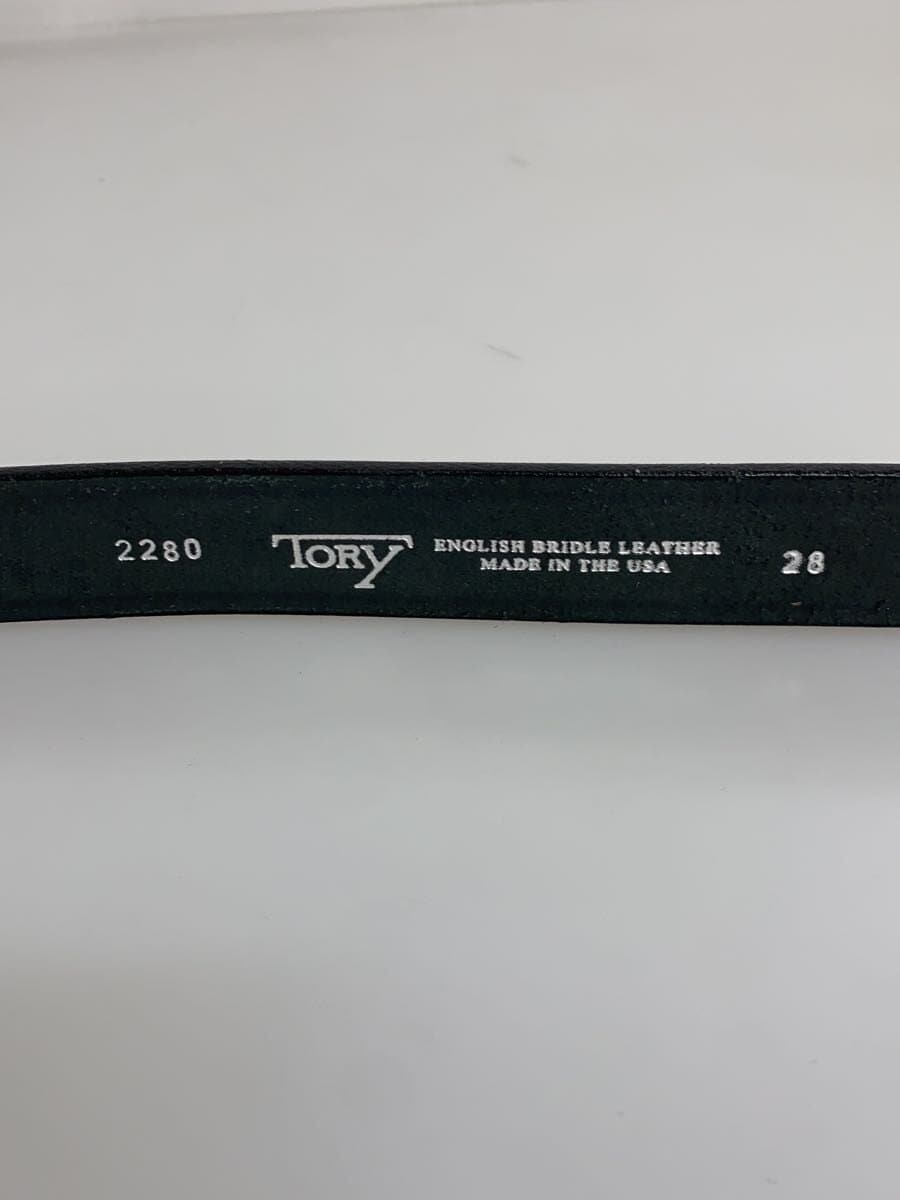 2280
TORY
ENGLISH BRIDLE LEATHER
MADE IN THE USA
28